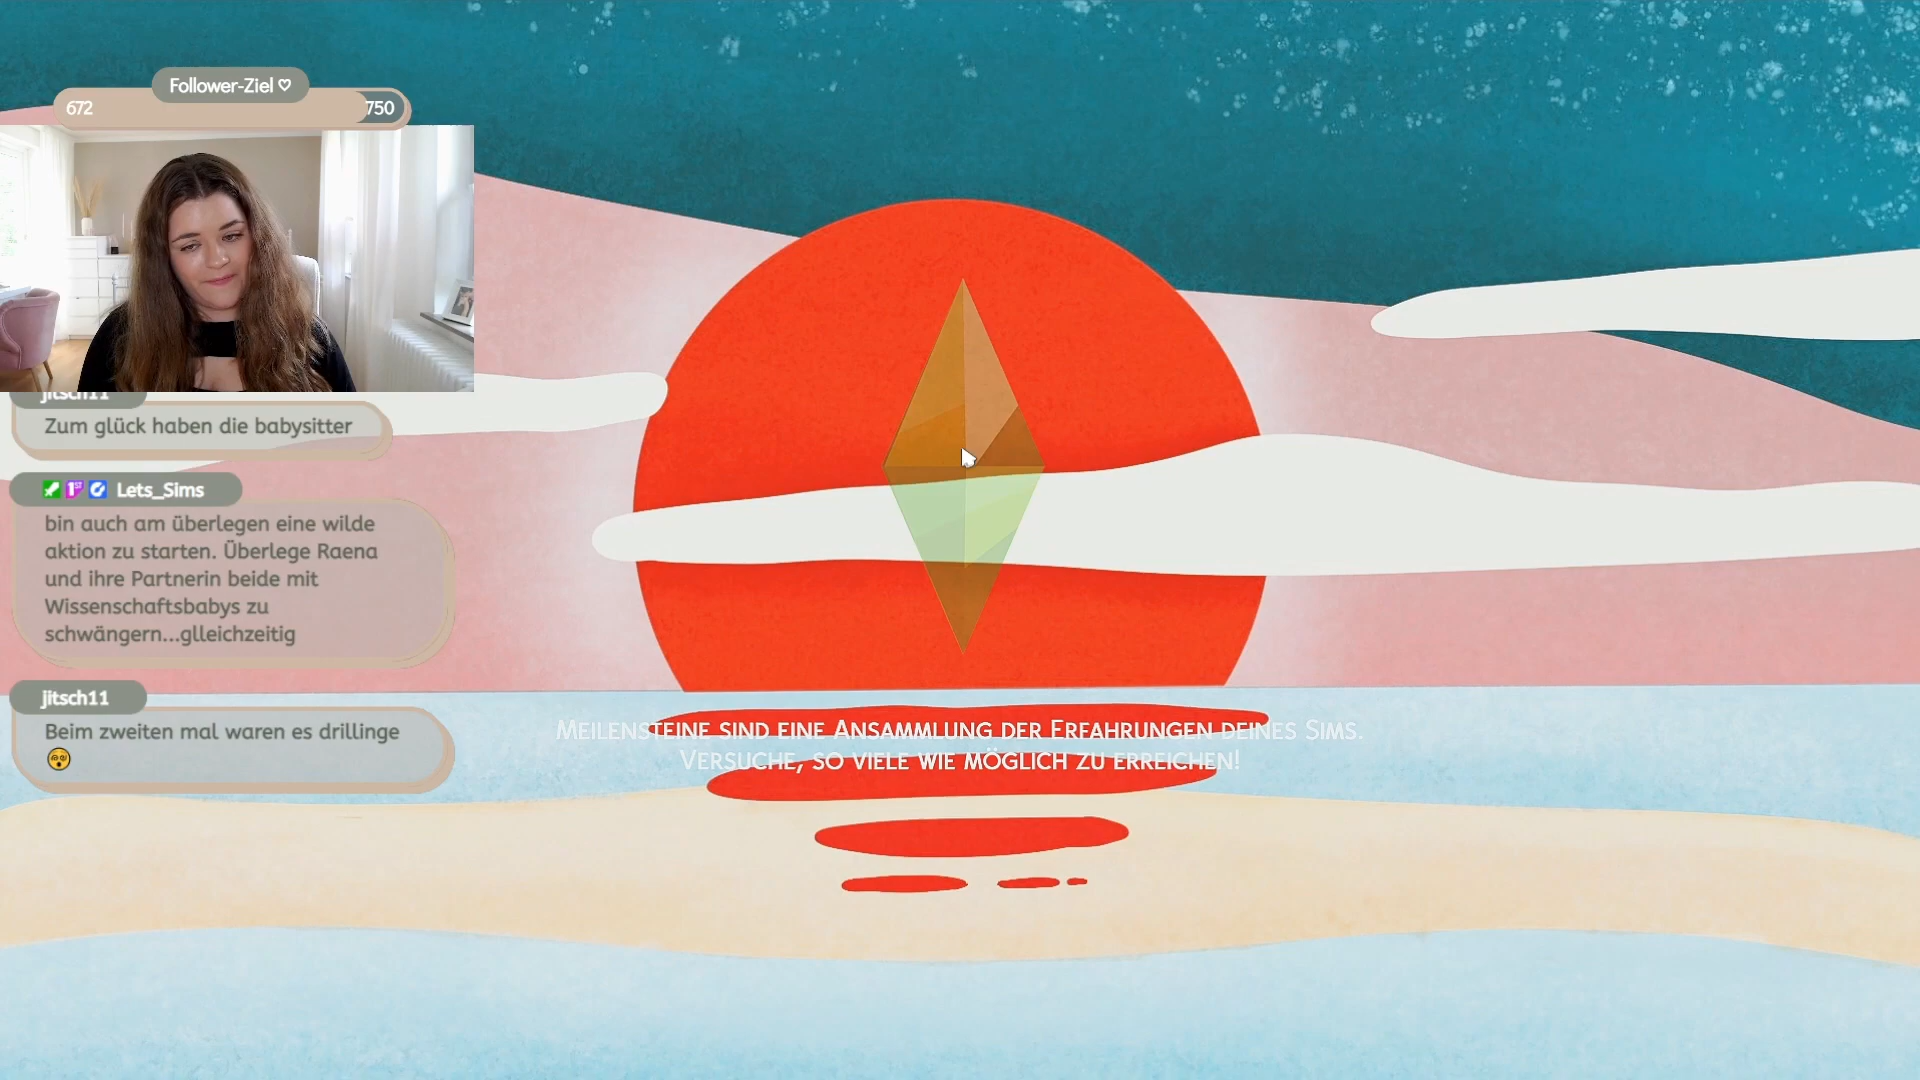 Follower-Ziel ♡
672
750
jitsch11
Zum glück haben die babysitter
Lets_Sims
bin auch am überlegen eine wilde
aktion zu starten. Überlege Raena
und ihre Partnerin beide mit
Wissenschaftsbabys zu
schwängern...glleichzeitig
jitsch11
Beim zweiten mal waren es drillinge
Meilensteine sind eine Ansammlung der Erfahrungen deines Sims.
Versuche, so viele wie möglich zu erreichen!